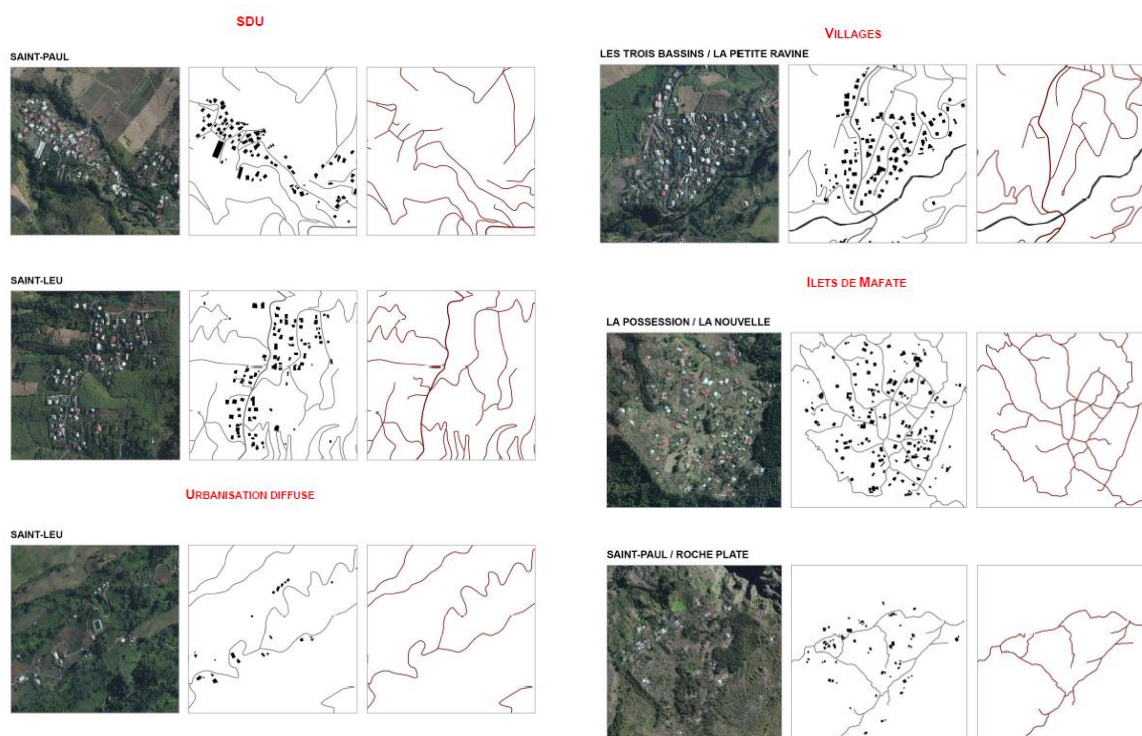 SDU
SAINT-PAUL
SAINT-LEU
URBANISATION DIFFUSE
SAINT-LEU
VILLAGES
LES TROIS BASSINS / LA PETITE RAVINE
ILETS DE MAFATE
LA POSSESSION / LA NOUVELLE
SAINT-PAUL / ROCHE PLATE